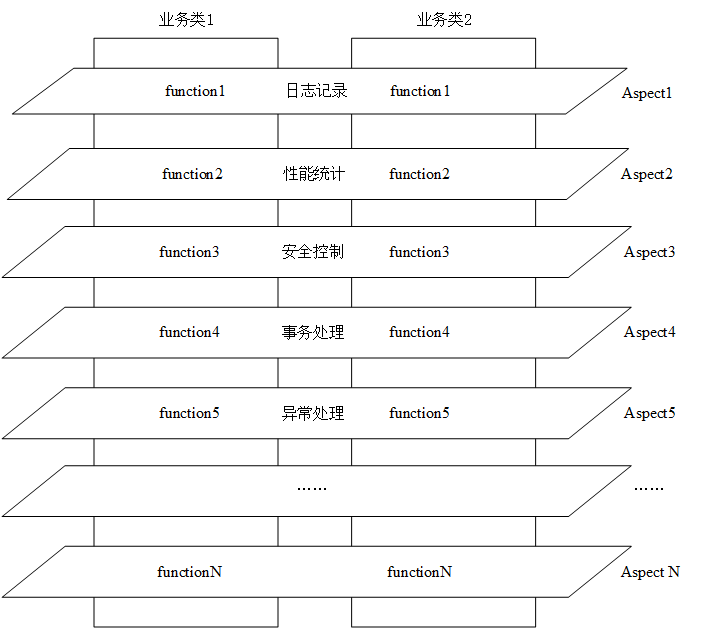 业务类1 业务类2
function1 日志记录 function1 Aspect1
function2 性能统计 function2 Aspect2
function3 安全控制 function3 Aspect3
function4 事务处理 function4 Aspect4
function5 异常处理 function5 Aspect5
…… ……
functionN functionN Aspect N